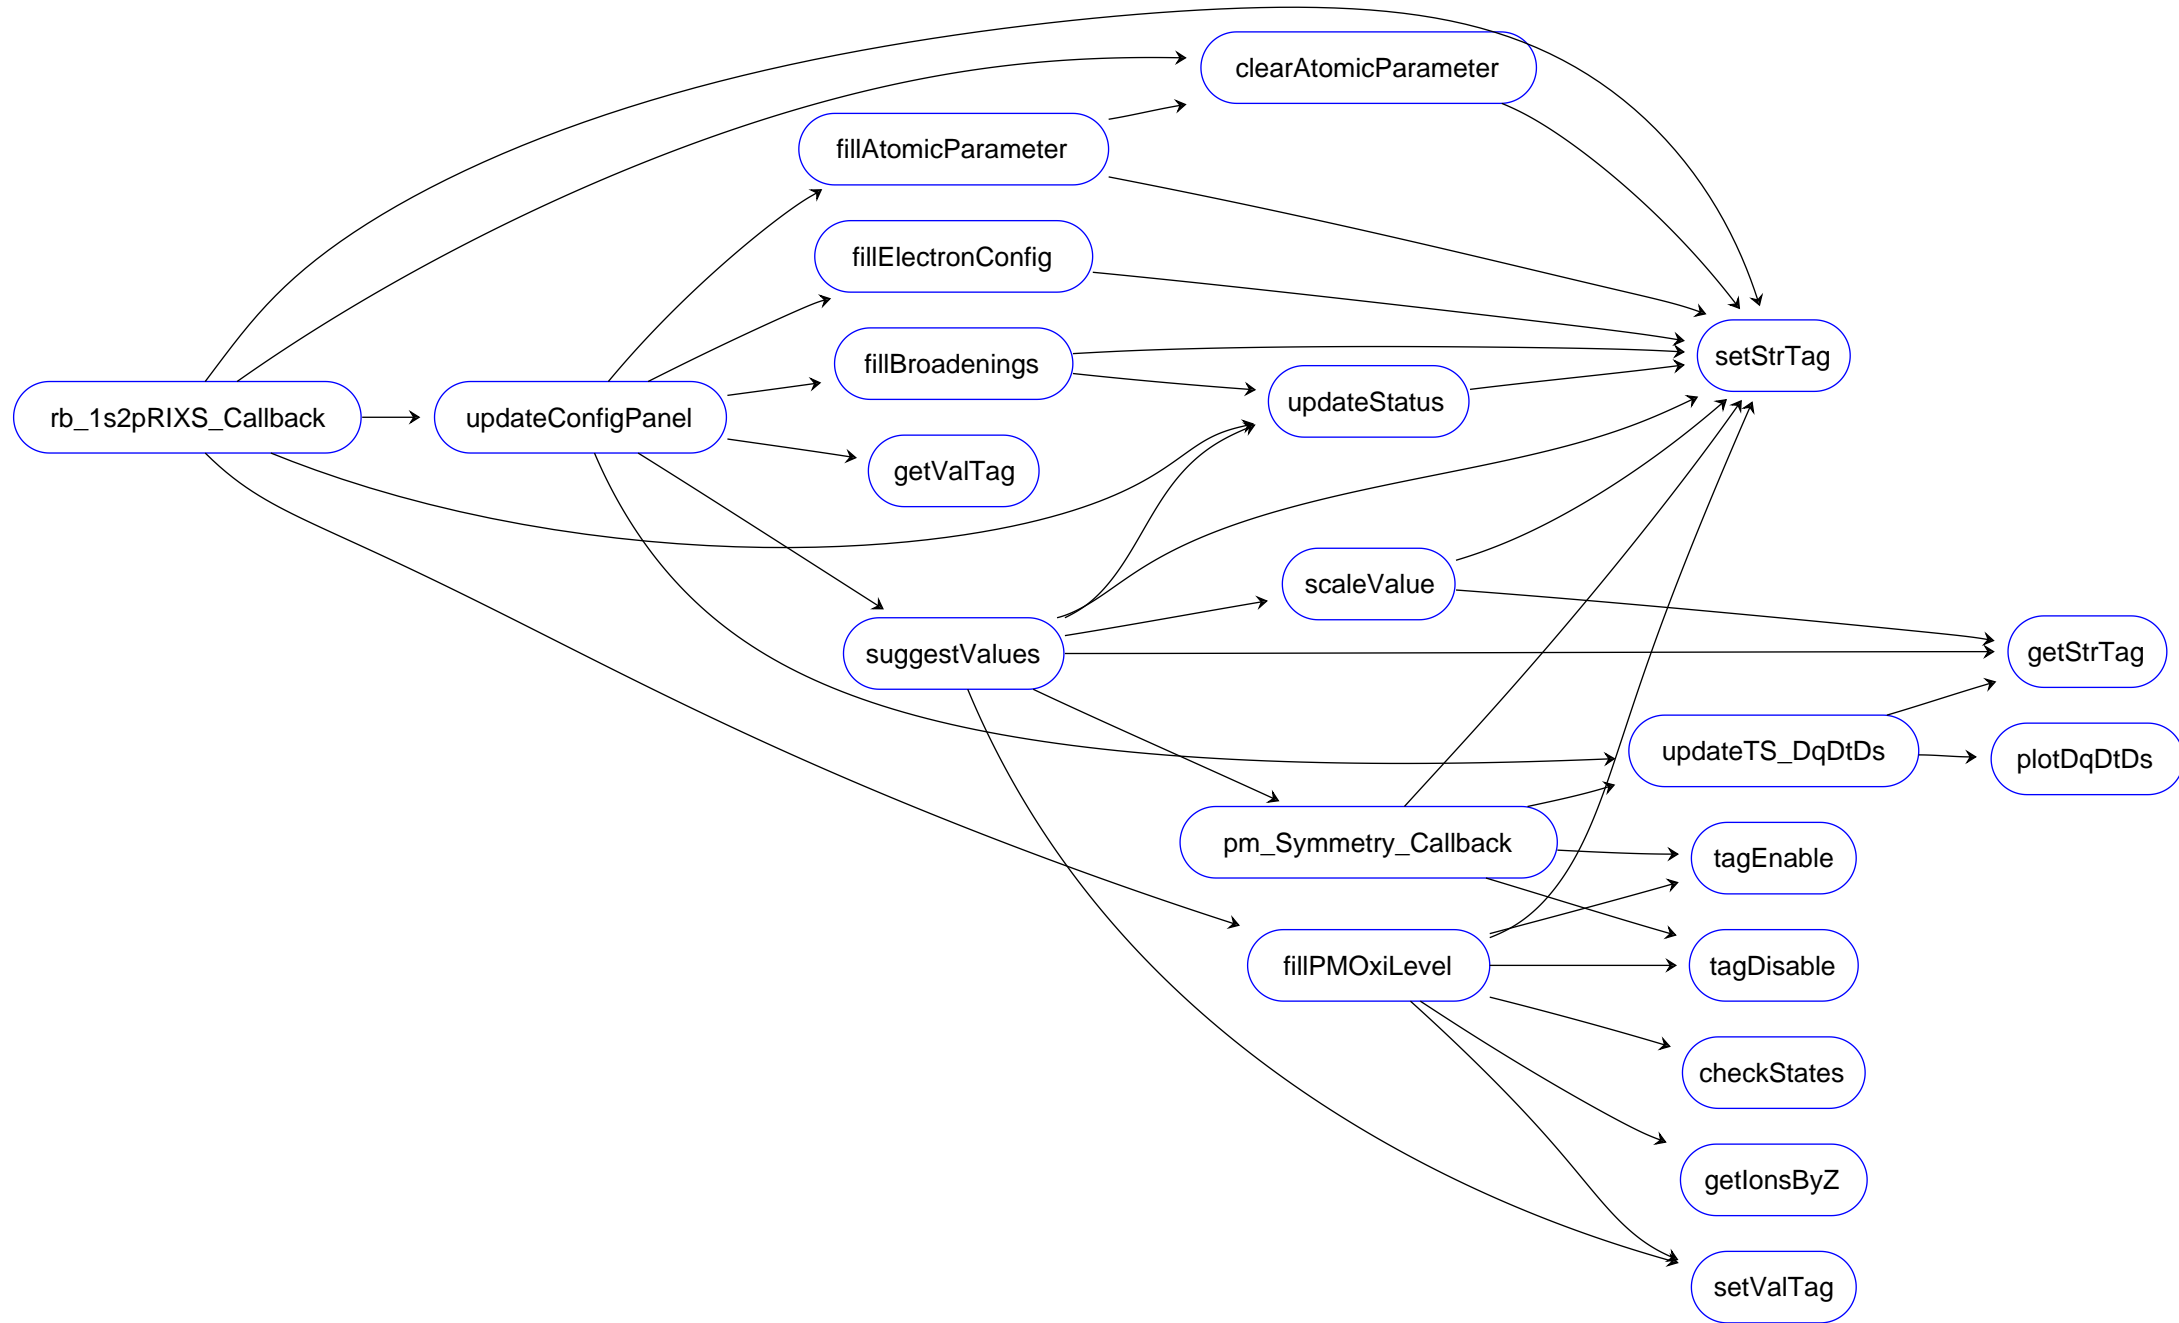 clearAtomicParameter
fillAtomicParameter
fillElectronConfig
setStrTag
fillBroadenings
updateStatus
rb_1s2pRIXS_Callback
updateConfigPanel
getValTag
scaleValue
suggestValues
getStrTag
updateTS_DqDtDs
plotDqDtDs
pm_Symmetry_Callback
tagEnable
fillPMOxiLevel
tagDisable
checkStates
getIonsByZ
setValTag